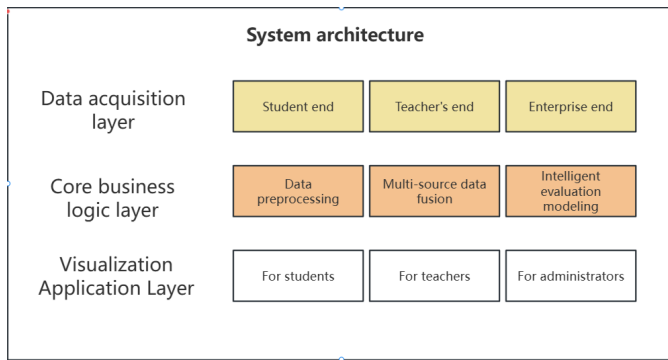 System architecture
Data acquisition
layer
Student end
Teacher's end
Enterprise end
Core business
logic layer
Data
preprocessing
Multi-source data
fusion
Intelligent
evaluation
modeling
Visualization
Application Layer
For students
For teachers
For administrators